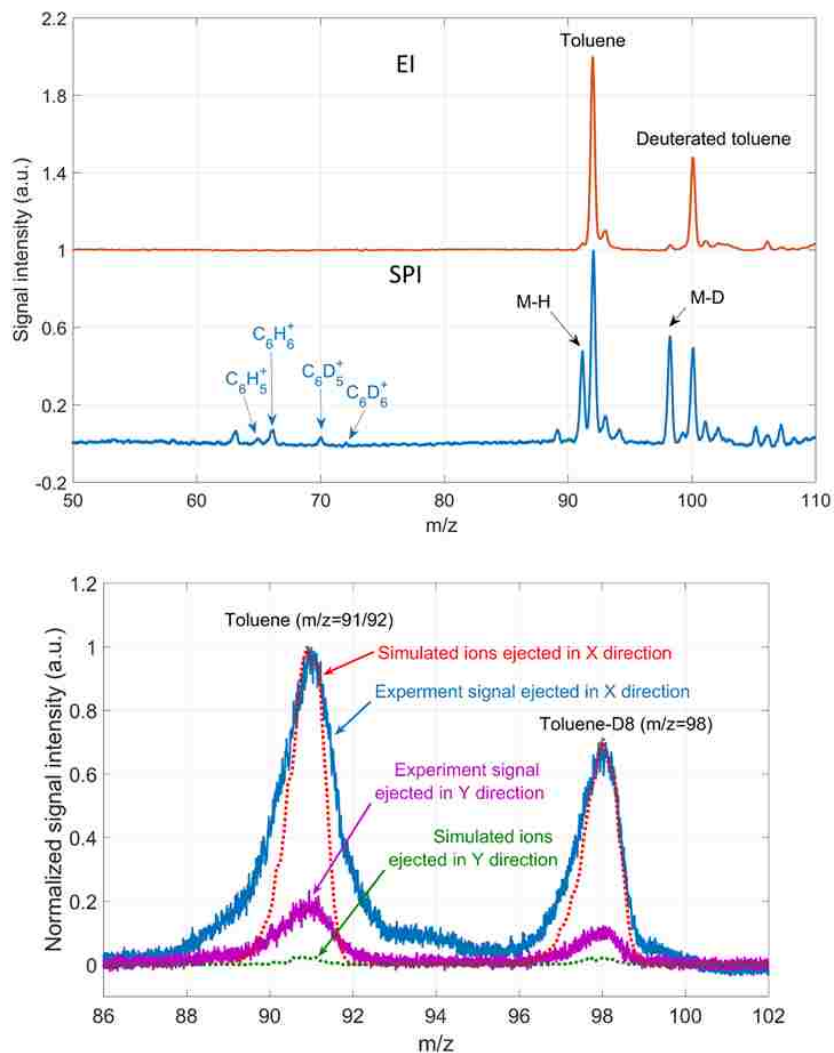 2.2
EI
Toluene
1.8
Deuterated toluene
1.4
1
SPI
M-H
M-D
0.6
C₆H₆⁺
C₆H₅⁺
C₆D₅⁺
C₆D₆⁺
0.2
-0.2
Signal intensity (a.u.)
50 60 70 80 90 100 110
m/z
1.2
Toluene (m/z=91/92)
1
Simulated ions ejected in X direction
Experiment signal ejected in X direction
0.8
Toluene-D8 (m/z=98)
Experiment signal
ejected in Y direction
0.6
Simulated ions
ejected in Y direction
0.4
0.2
0
Normalized signal intensity (a.u.)
86 88 90 92 94 96 98 100 102
m/z